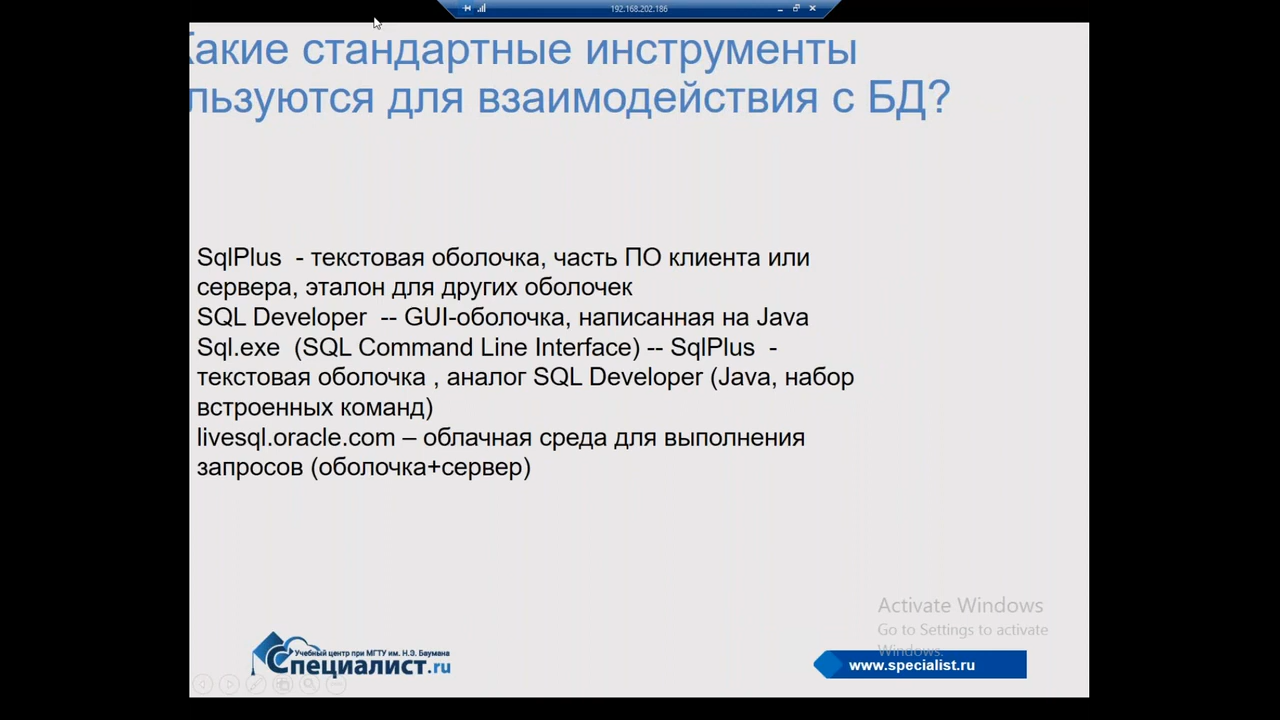 192.168.202.186
Какие стандартные инструменты
льзуются для взаимодействия с БД?
SqlPlus - текстовая оболочка, часть ПО клиента или
сервера, эталон для других оболочек
SQL Developer -- GUI-оболочка, написанная на Java
Sql.exe (SQL Command Line Interface) -- SqlPlus -
текстовая оболочка , аналог SQL Developer (Java, набор
встроенных команд)
livesql.oracle.com – облачная среда для выполнения
запросов (оболочка+сервер)
Activate Windows
Go to Settings to activate
Windows.
Учебный центр при МГТУ им. Н.Э. Баумана
Специалист.ru
www.specialist.ru